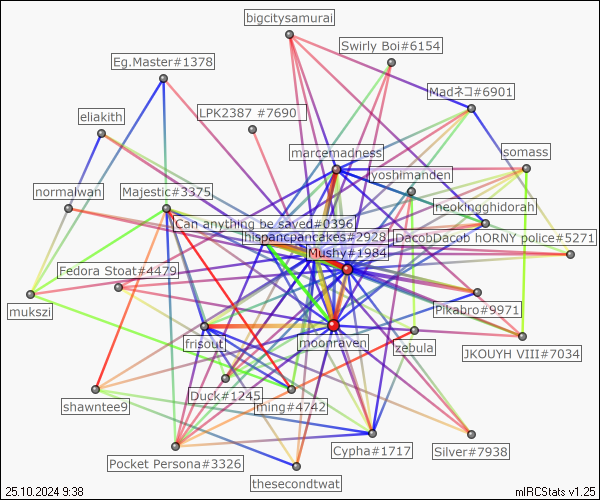 bigcitysamurai
Swirly Boi#6154
Eg.Master#1378
Madネコ#6901
LPK2387 #7690
eliakith
marcemadness
somass
yoshimanden
normalwan
Majestic#3375
neokingghidorah
Can anything be saved#0396
hispancpancakes#2928
DacobDacob hORNY police#5271
Mushy#1984
Fedora Stoat#4479
mukszi
Pikabro#9971
frisout
moonraven
zebula
JKOUYH VIII#7034
Duck#1245
ming#4742
shawntee9
Cypha#1717
Silver#7938
Pocket Persona#3326
thesecondtwat
25.10.2024 9:38
mIRCStats v1.25